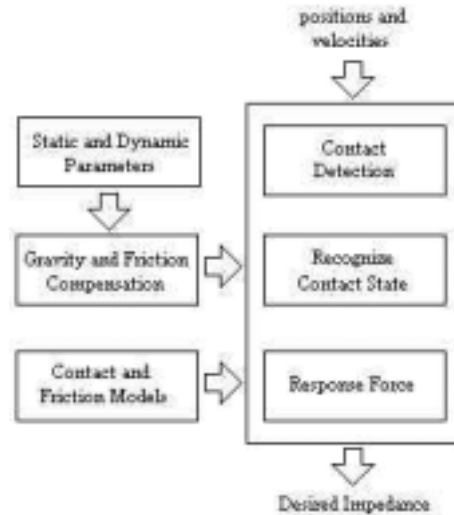 positions and
velocities
Static and Dynamic
Parameters
Contact
Detection
Gravity and Friction
Compensation
Recognize
Contact State
Contact and
Friction Models
Response Force
Desired Impedance